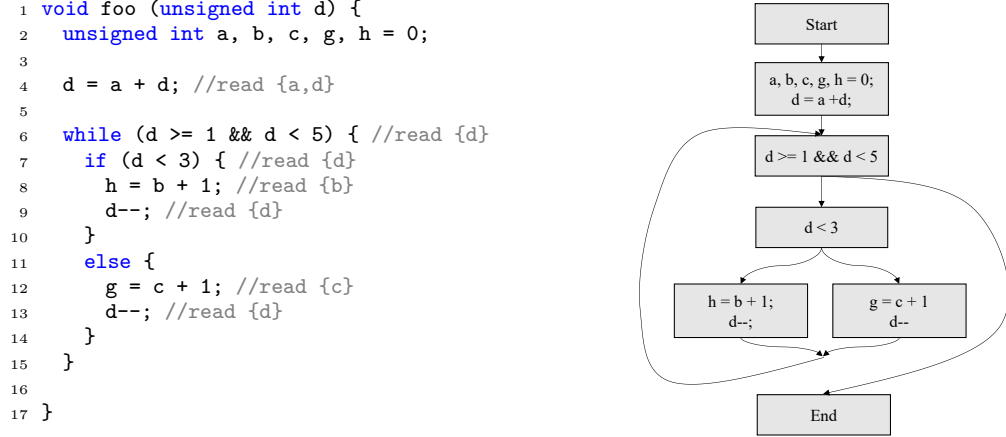 1 void foo (unsigned int d) {
2 unsigned int a, b, c, g, h = 0;
3
4 d = a + d; //read {a,d}
5
6 while (d >= 1 && d < 5) { //read {d}
7 if (d < 3) { //read {d}
8 h = b + 1; //read {b}
9 d--; //read {d}
10 }
11 else {
12 g = c + 1; //read {c}
13 d--; //read {d}
14 }
15 }
16
17 }
Start
a, b, c, g, h = 0;
d = a +d;
d >= 1 && d < 5
d < 3
h = b + 1;
d--;
g = c + 1
d--
End